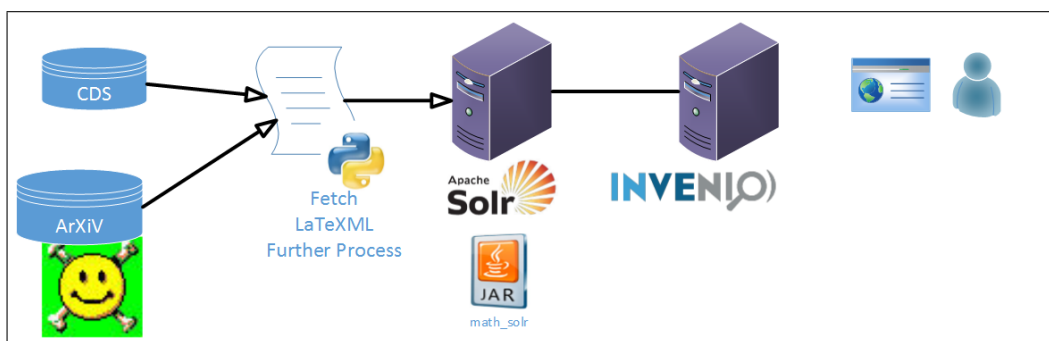 CDS
ArXiV
Fetch
LaTeXML
Further Process
Apache
Solr
JAR
math_solr
INVENIO